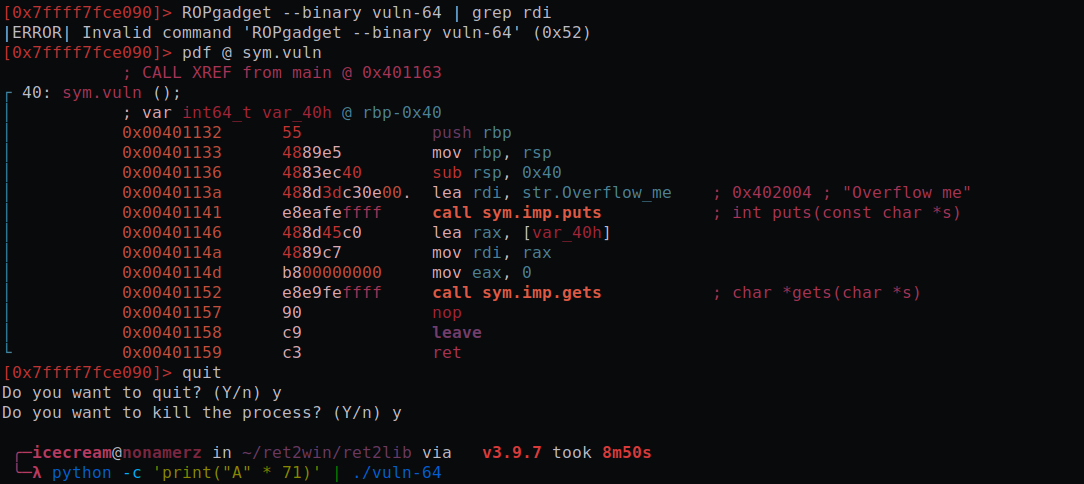 [0x7ffff7fce090]> ROPgadget --binary vuln-64 | grep rdi
|ERROR| Invalid command 'ROPgadget --binary vuln-64' (0x52)
[0x7ffff7fce090]> pdf @ sym.vuln
; CALL XREF from main @ 0x401163
┌ 40: sym.vuln ();
│ ; var int64_t var_40h @ rbp-0x40
│ 0x00401132 55 push rbp
│ 0x00401133 4889e5 mov rbp, rsp
│ 0x00401136 4883ec40 sub rsp, 0x40
│ 0x0040113a 488d3dc30e00. lea rdi, str.Overflow_me ; 0x402004 ; "Overflow me"
│ 0x00401141 e8eafeffff call sym.imp.puts ; int puts(const char *s)
│ 0x00401146 488d45c0 lea rax, [var_40h]
│ 0x0040114a 4889c7 mov rdi, rax
│ 0x0040114d b800000000 mov eax, 0
│ 0x00401152 e8e9feffff call sym.imp.gets ; char *gets(char *s)
│ 0x00401157 90 nop
│ 0x00401158 c9 leave
└ 0x00401159 c3 ret
[0x7ffff7fce090]> quit
Do you want to quit? (Y/n) y
Do you want to kill the process? (Y/n) y
╭─icecream@nonamerz in ~/ret2win/ret2lib via v3.9.7 took 8m50s
╰─λ python -c 'print("A" * 71)' | ./vuln-64